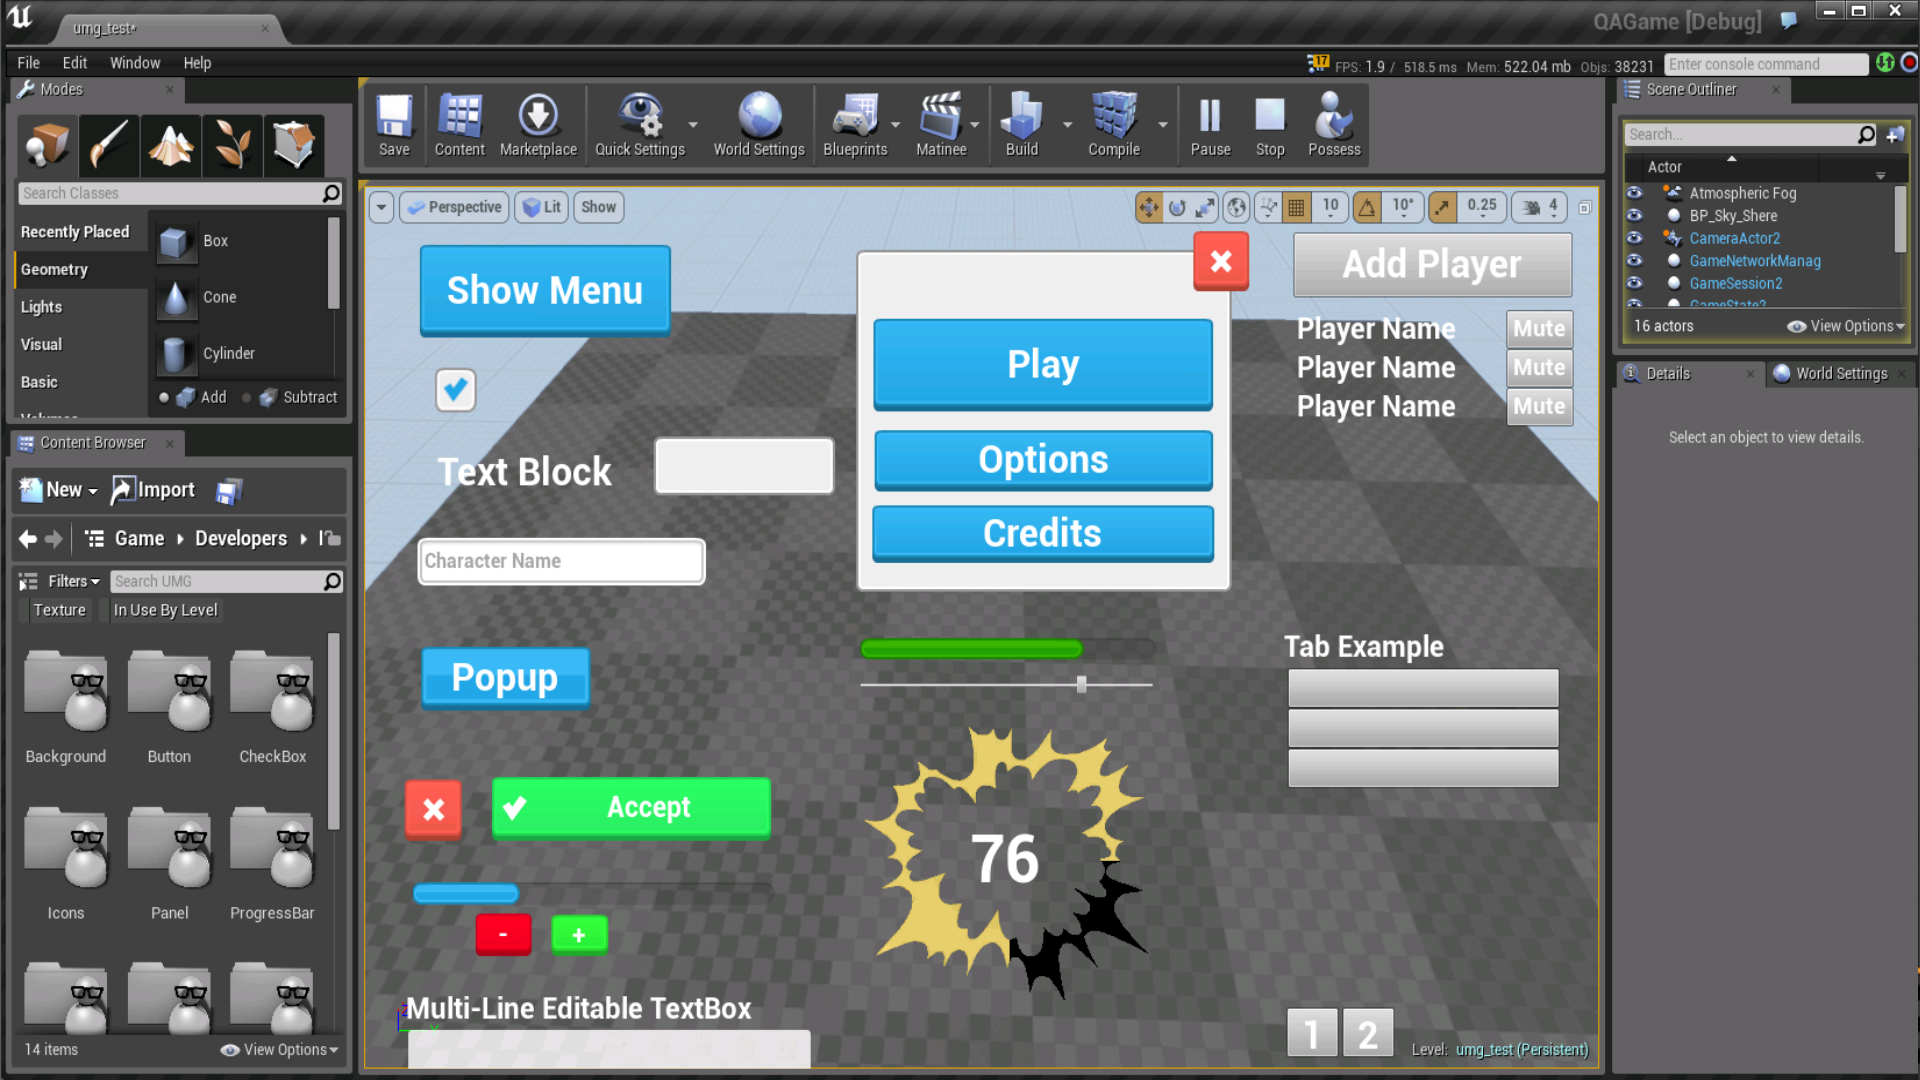 umg_test*
QAGame [Debug]
File Edit Window Help
17 FPS: 1.9 / 518.5 ms Mem: 522.04 mb Objs: 38231 Enter console command
Modes
Search Classes
Recently Placed
Geometry
Lights
Visual
Basic
Box
Cone
Cylinder
Add Subtract
Save Content Marketplace Quick Settings World Settings Blueprints Matinee Build Compile Pause Stop Possess
Perspective Lit Show
10 10° 0.25 4
Scene Outliner
Search...
Actor
Atmospheric Fog
BP_Sky_Shere
CameraActor2
GameNetworkManag
GameSession2
GameState2
16 actors View Options
Details World Settings
Select an object to view details.
Content Browser
New Import
Game Developers
Filters Search UMG
Texture In Use By Level
Background Button CheckBox
Icons Panel ProgressBar
14 items View Options
Show Menu
Text Block
Character Name
Popup
Accept
- +
Multi-Line Editable TextBox
Play
Options
Credits
76
Add Player
Player Name Mute
Player Name Mute
Player Name Mute
Tab Example
1 2
Level: umg_test (Persistent)